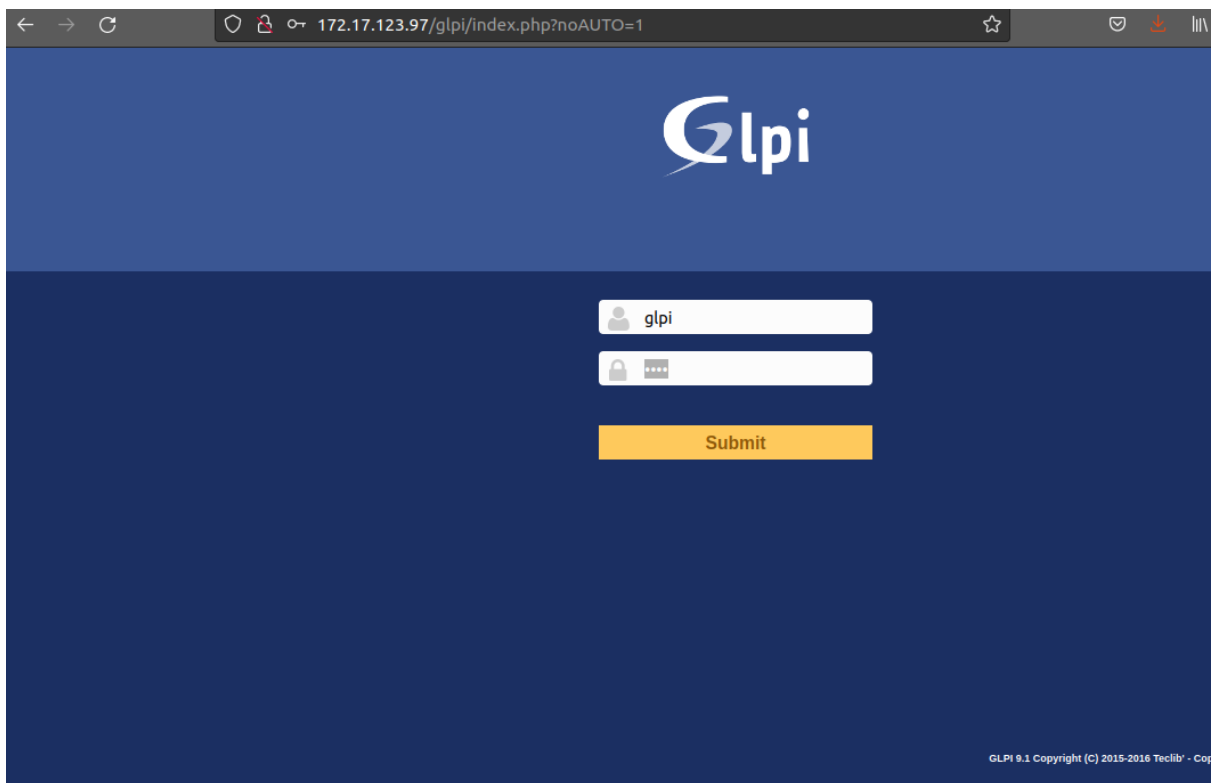 172.17.123.97/glpi/index.php?noAUTO=1
Glpi
glpi
Submit
GLPI 9.1 Copyright (C) 2015-2016 Teclib' - Cop